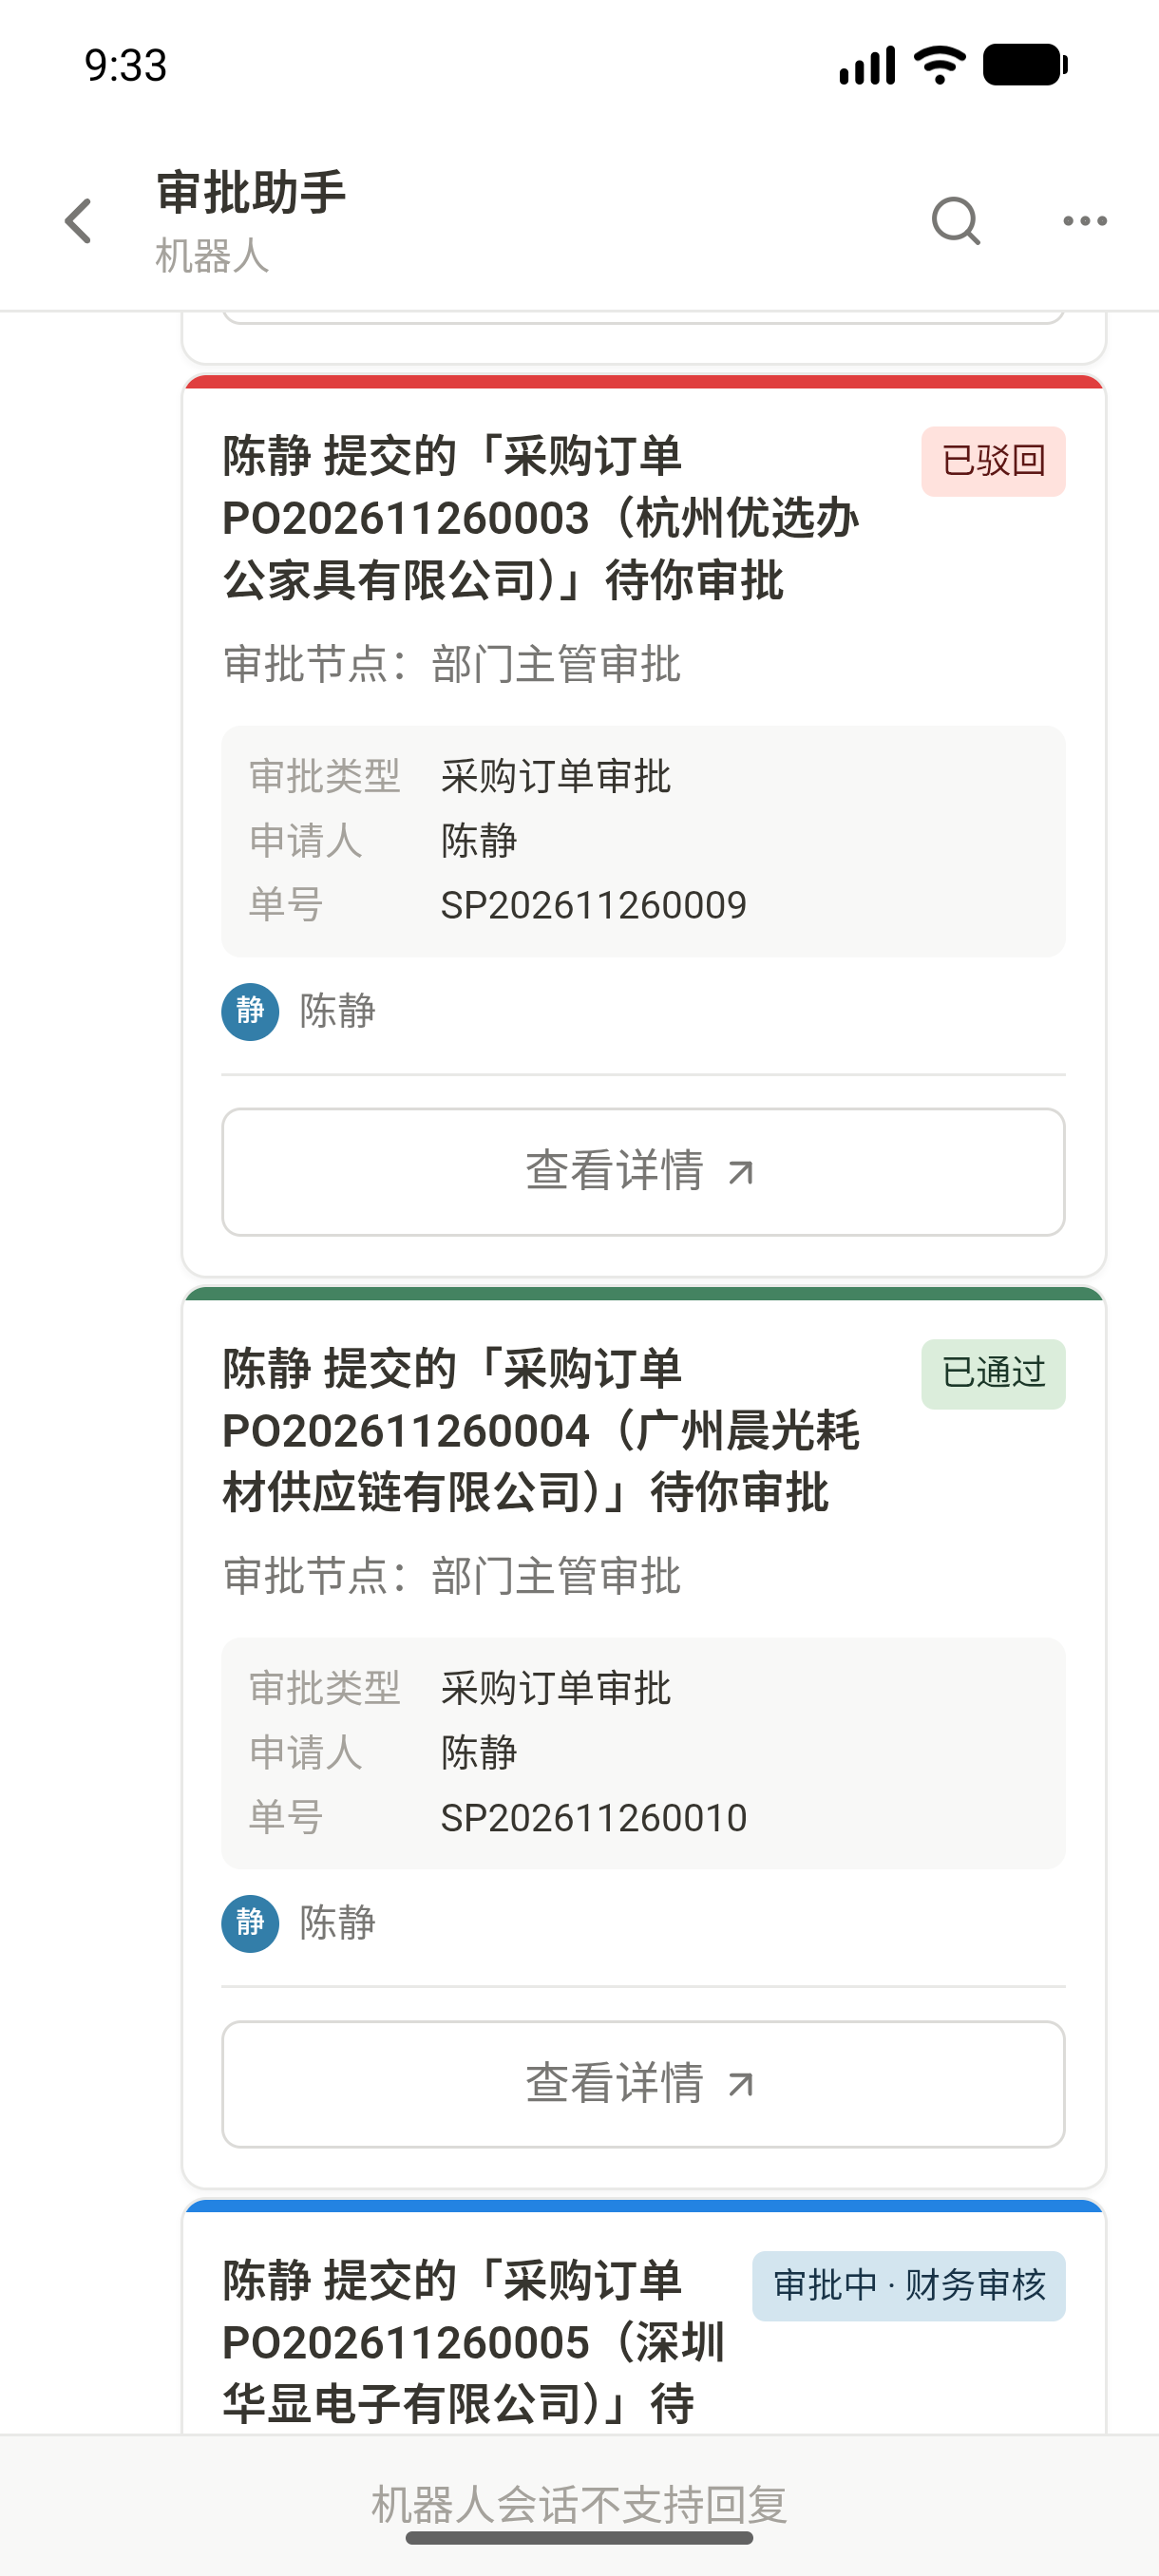 9:33
审批助手
机器人
陈静 提交的「采购订单
PO202611260003（杭州优选办
公家具有限公司）」待你审批
已驳回
审批节点：部门主管审批
审批类型 采购订单审批
申请人 陈静
单号 SP202611260009
静 陈静
查看详情
陈静 提交的「采购订单
PO202611260004（广州晨光耗
材供应链有限公司）」待你审批
已通过
审批节点：部门主管审批
审批类型 采购订单审批
申请人 陈静
单号 SP202611260010
静 陈静
查看详情
陈静 提交的「采购订单
PO202611260005（深圳
华显电子有限公司）」待
审批中 · 财务审核
机器人会话不支持回复